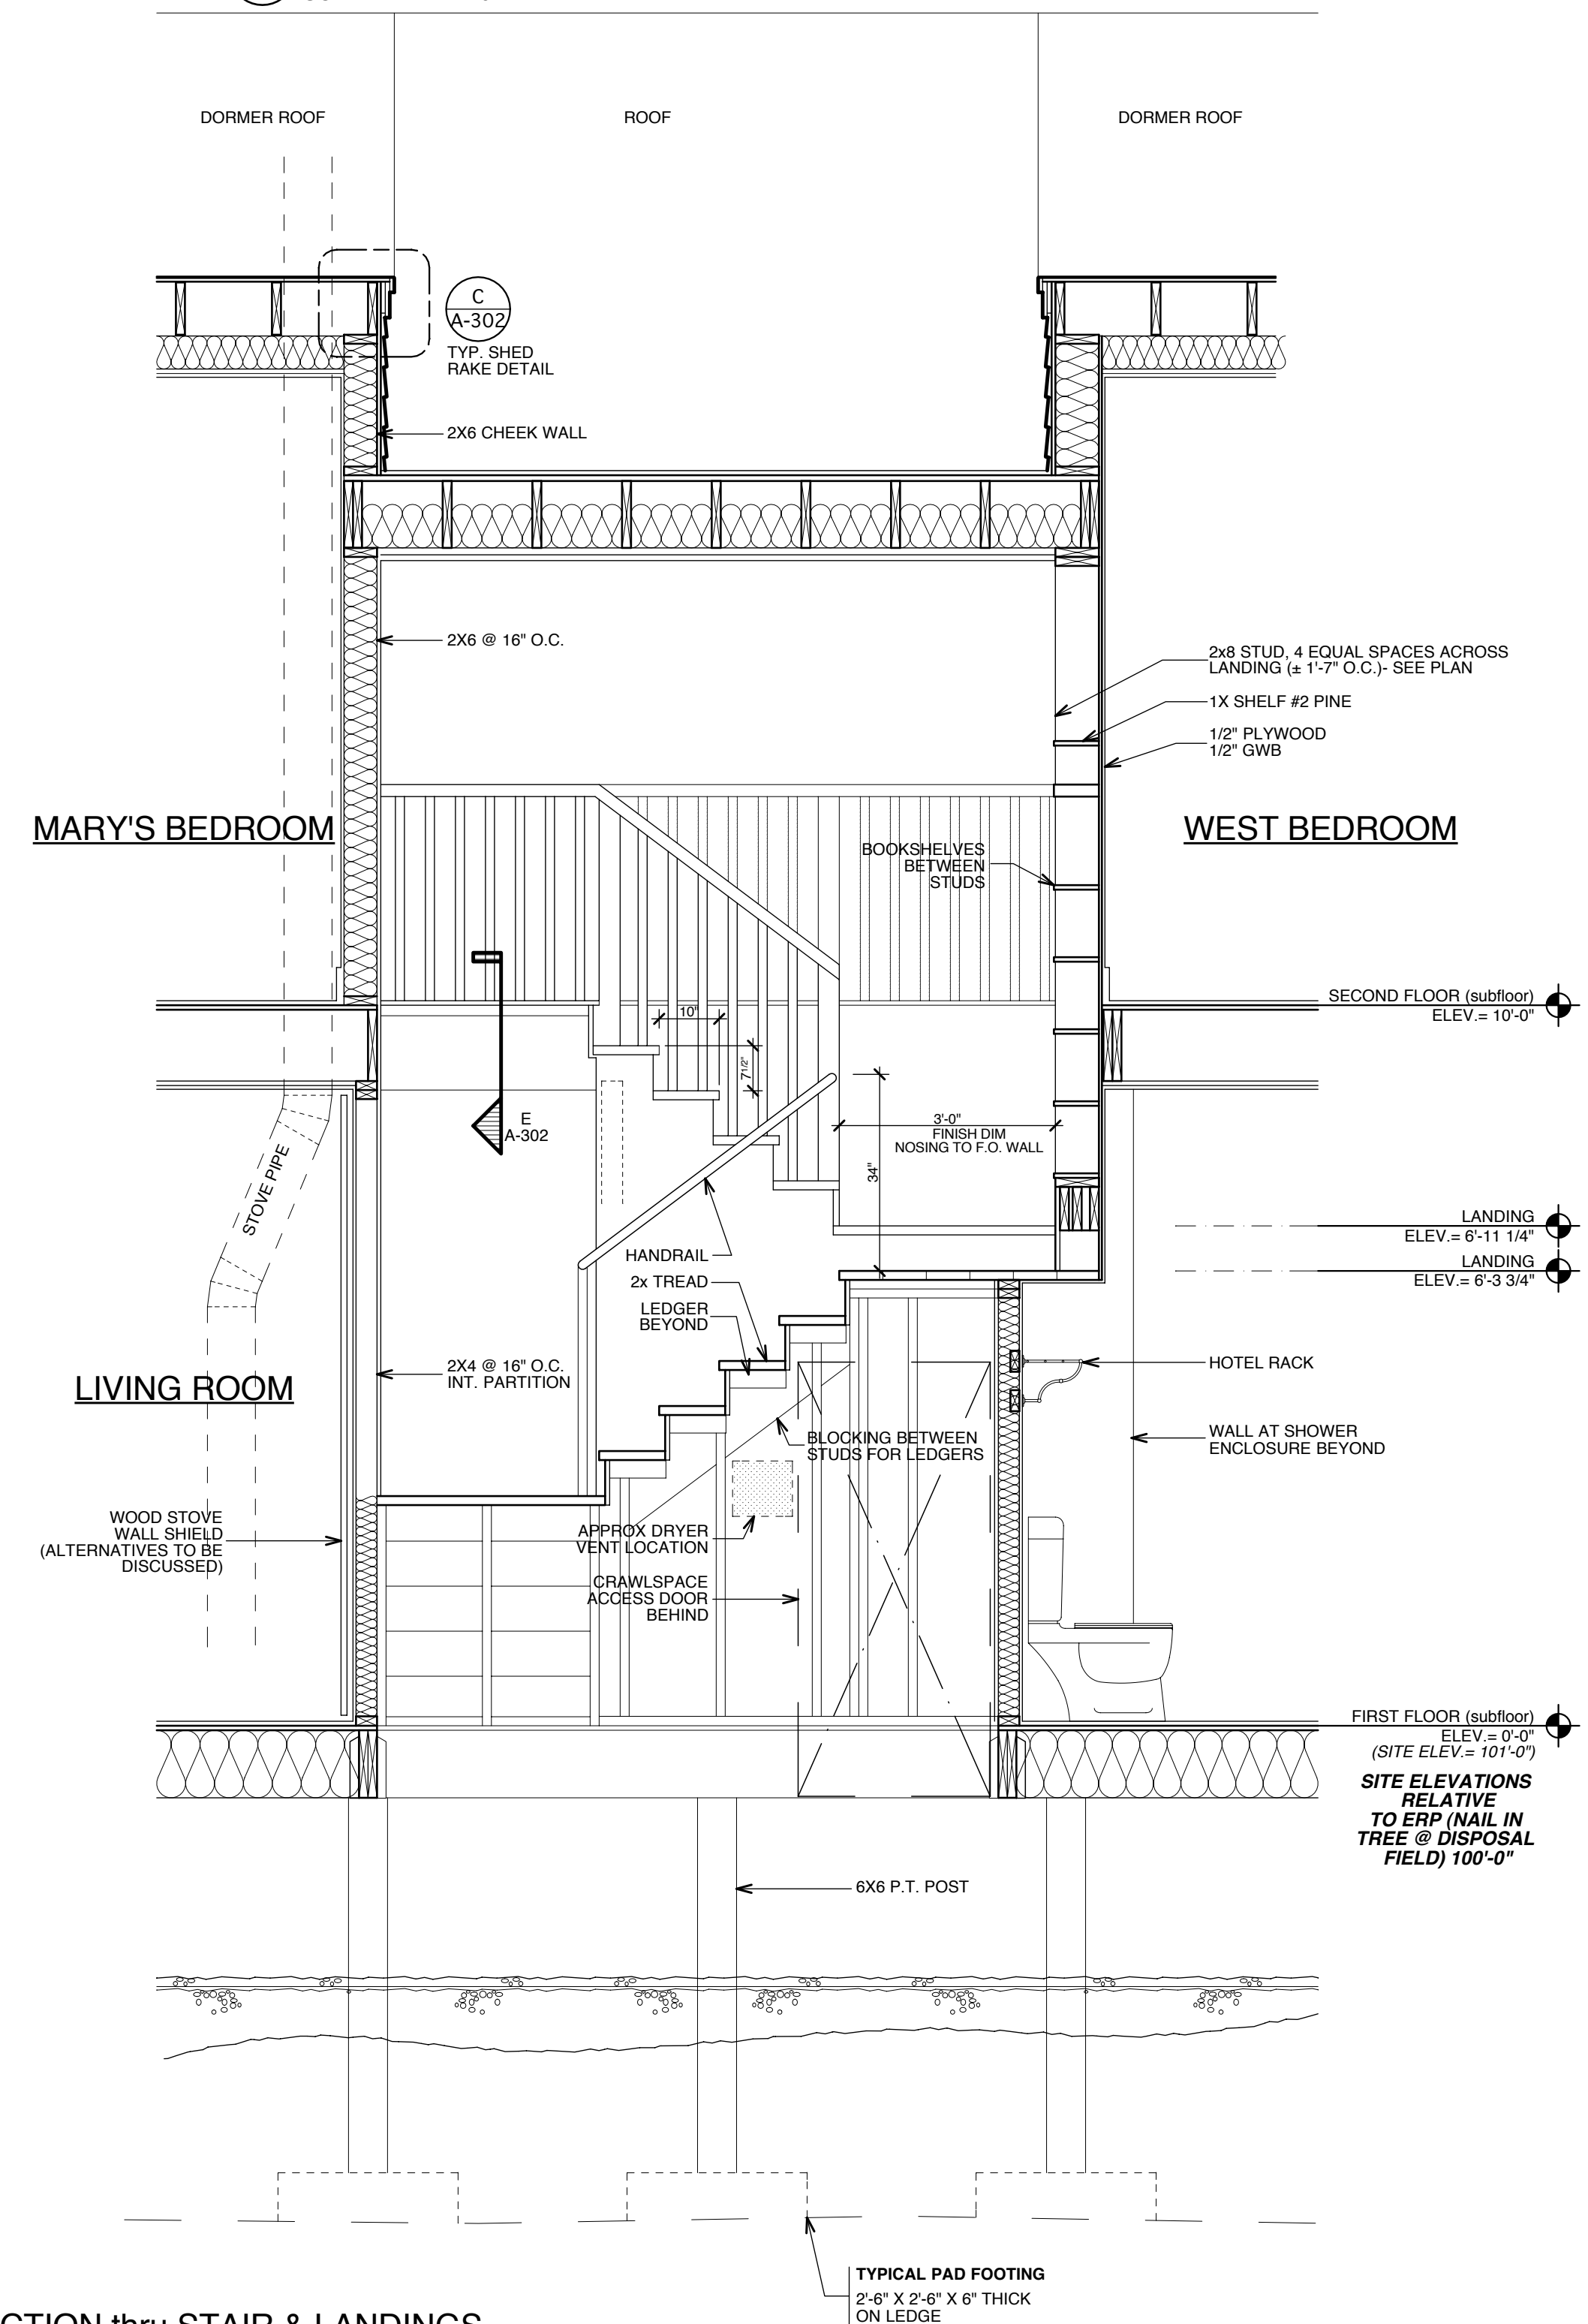 DORMER ROOF
ROOF
DORMER ROOF
C
A-302
TYP. SHED
RAKE DETAIL
2X6 CHEEK WALL
2X6 @ 16" O.C.
2x8 STUD, 4 EQUAL SPACES ACROSS
LANDING (± 1'-7" O.C.)- SEE PLAN
1X SHELF #2 PINE
1/2" PLYWOOD
1/2" GWB
MARY'S BEDROOM
WEST BEDROOM
BOOKSHELVES
BETWEEN
STUDS
SECOND FLOOR (subfloor)
ELEV.= 10'-0"
10"
7 1/2"
E
A-302
3'-0"
FINISH DIM
NOSING TO F.O. WALL
34"
STOVE PIPE
LANDING
ELEV.= 6'-11 1/4"
LANDING
ELEV.= 6'-3 3/4"
HANDRAIL
2x TREAD
LEDGER
BEYOND
2X4 @ 16" O.C.
INT. PARTITION
LIVING ROOM
HOTEL RACK
BLOCKING BETWEEN
STUDS FOR LEDGERS
WALL AT SHOWER
ENCLOSURE BEYOND
WOOD STOVE
WALL SHIELD
(ALTERNATIVES TO BE
DISCUSSED)
APPROX DRYER
VENT LOCATION
CRAWLSPACE
ACCESS DOOR
BEHIND
FIRST FLOOR (subfloor)
ELEV.= 0'-0"
(SITE ELEV.= 101'-0")
SITE ELEVATIONS
RELATIVE
TO ERP (NAIL IN
TREE @ DISPOSAL
FIELD) 100'-0"
6X6 P.T. POST
TYPICAL PAD FOOTING
2'-6" X 2'-6" X 6" THICK
ON LEDGE
CTION thru STAIR & LANDINGS